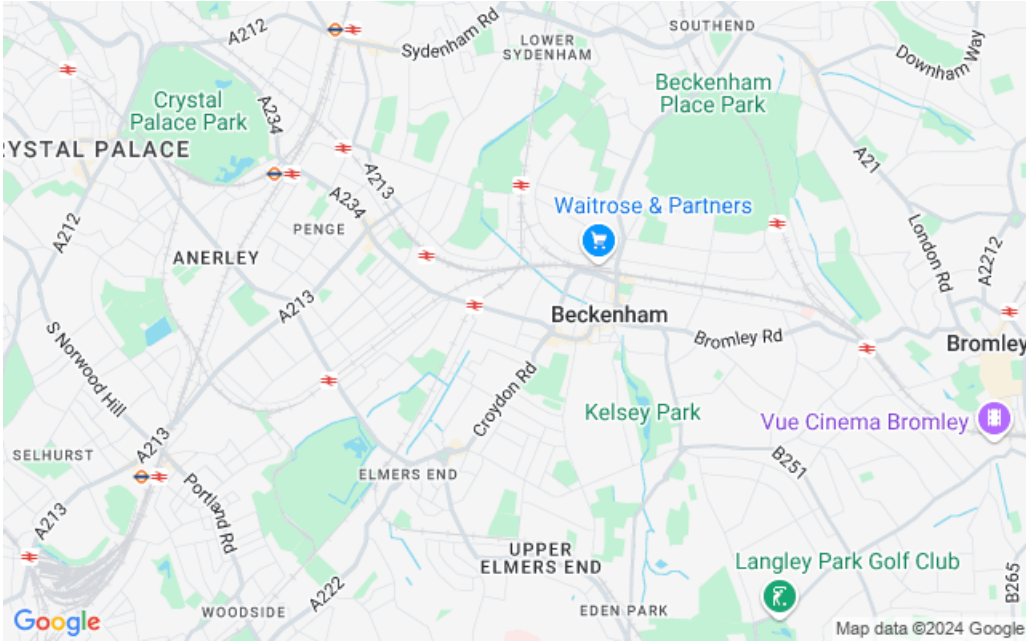 A212
Sydenham Rd
LOWER
SYDENHAM
SOUTHEND
Downham Way
Crystal
Palace Park
A234
Beckenham
Place Park
RYSTAL PALACE
A213
A21
A234
Waitrose & Partners
A212
PENGE
London Rd
A2212
ANERLEY
A213
Beckenham
Bromley Rd
Bromley
S Norwood Hill
Croydon Rd
Kelsey Park
Vue Cinema Bromley
A213
SELHURST
ELMERS END
B251
Portland Rd
A213
UPPER
ELMERS END
Langley Park Golf Club
A222
B265
WOODSIDE
EDEN PARK
Google
Map data ©2024 Google